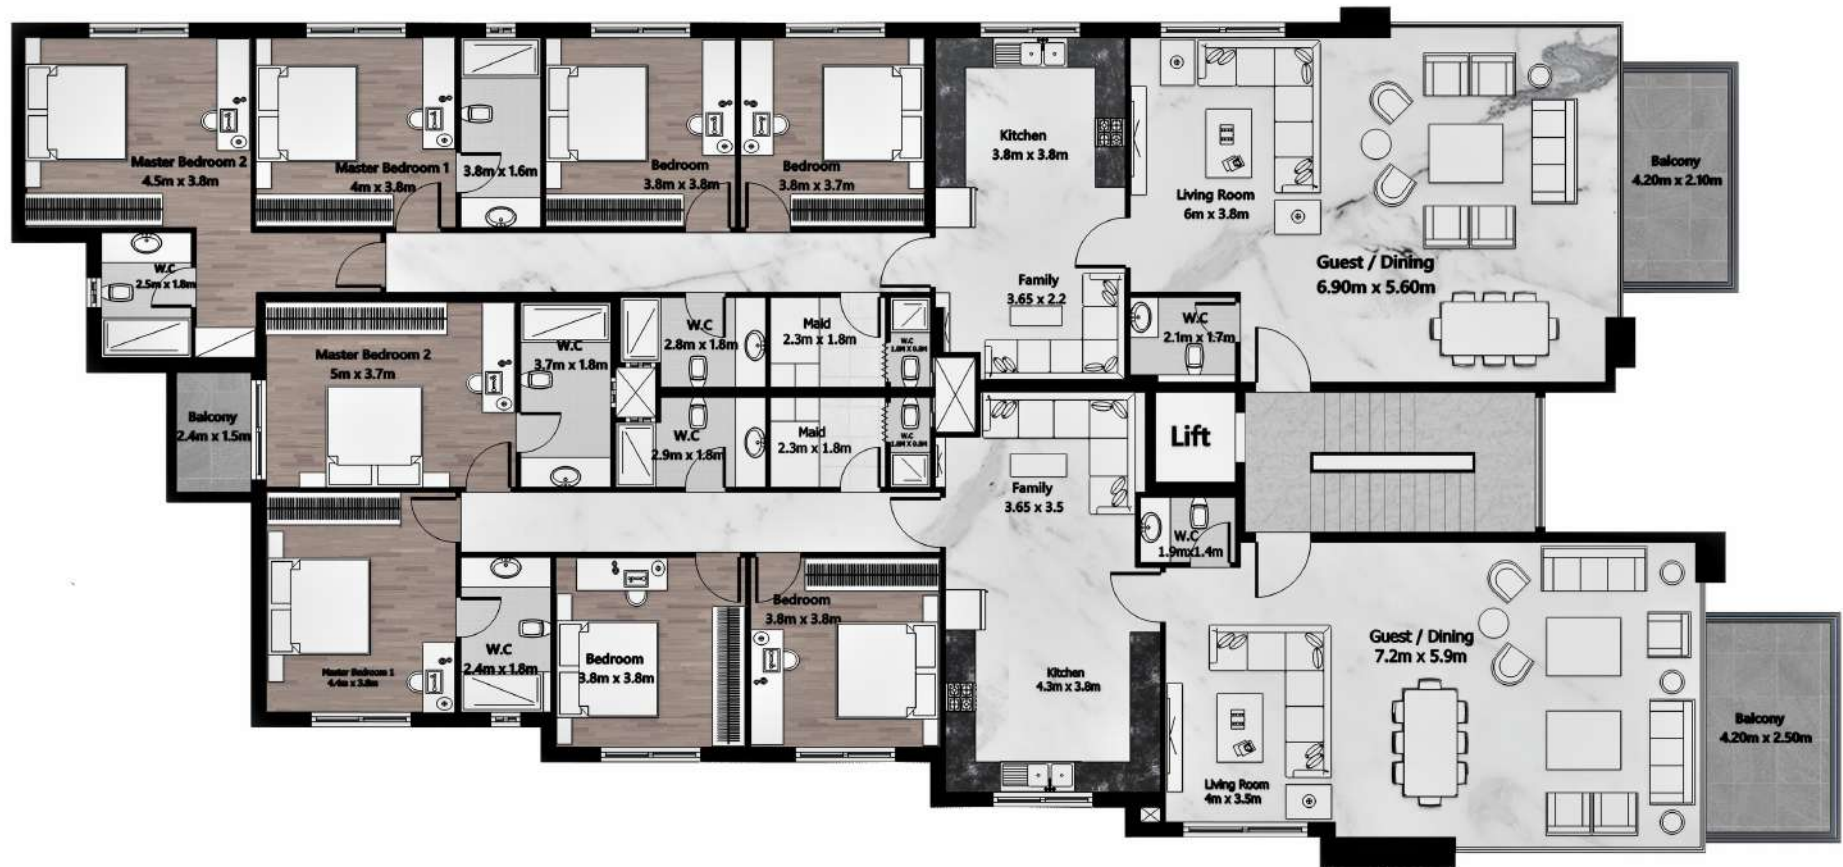 Master Bedroom 2
4.5m x 3.8m
Master Bedroom 1
4m x 3.8m
3.8m x 1.6m
Bedroom
3.8m x 3.8m
Bedroom
3.8m x 3.7m
Kitchen
3.8m x 3.8m
Living Room
6m x 3.8m
Balcony
4.20m x 2.10m
Guest / Dining
6.90m x 5.60m
W.C
2.5m x 1.8m
Family
3.65 x 2.2
W.C
2.1m x 1.7m
Master Bedroom 2
5m x 3.7m
W.C
3.7m x 1.8m
W.C
2.8m x 1.8m
Maid
2.3m x 1.8m
W.C
Balcony
2.4m x 1.5m
W.C
2.9m x 1.8m
Maid
2.3m x 1.8m
W.C
Lift
Family
3.65 x 3.5
W.C
1.9mx1.4m
Master Bedroom 1
4.4m x 3.8m
W.C
2.4m x 1.8m
Bedroom
3.8m x 3.8m
Bedroom
3.8m x 3.8m
Kitchen
4.3m x 3.8m
Guest / Dining
7.2m x 5.9m
Living Room
4m x 3.5m
Balcony
4.20m x 2.50m